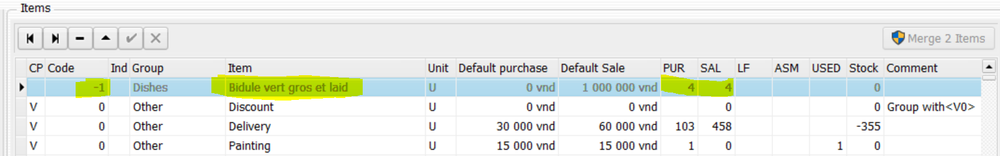 Items
Merge 2 Items
CP Code Ind Group Item Unit Default purchase Default Sale PUR SAL LF ASM USED Stock Comment
-1 Dishes Bidule vert gros et laid U 0 vnd 1 000 000 vnd 4 4 0
V 0 Other Discount U 0 vnd 0 vnd 0 0 Group with<V0>
V 0 Other Delivery U 30 000 vnd 60 000 vnd 103 458 -355
V 0 Other Painting U 15 000 vnd 15 000 vnd 1 0 1 0